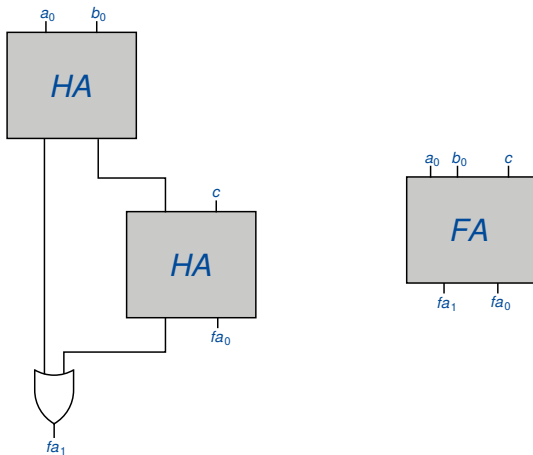 a₀ b₀
HA
c
HA
fa₀
fa₁
a₀ b₀ c
FA
fa₁ fa₀